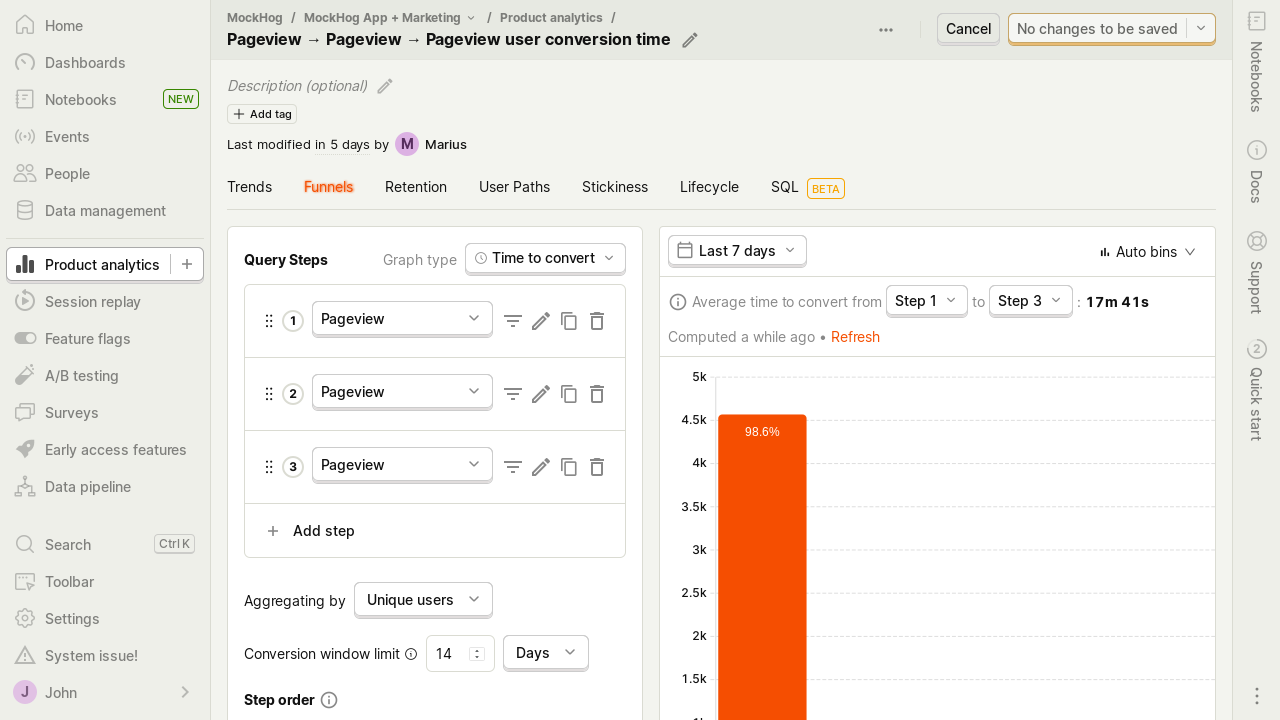 Home
Dashboards
Notebooks NEW
Events
People
Data management
Product analytics
Session replay
Feature flags
A/B testing
Surveys
Early access features
Data pipeline
Search Ctrl K
Toolbar
Settings
System issue!
J John
MockHog / MockHog App + Marketing / Product analytics /
Pageview → Pageview → Pageview user conversion time
Cancel
No changes to be saved
Description (optional)
Add tag
Last modified in 5 days by M Marius
Trends Funnels Retention User Paths Stickiness Lifecycle SQL BETA
Query Steps
Graph type Time to convert
1 Pageview
2 Pageview
3 Pageview
Add step
Aggregating by Unique users
Conversion window limit 14 Days
Step order
Last 7 days
Auto bins
Average time to convert from Step 1 to Step 3 : 17m 41s
Computed a while ago • Refresh
5k
4.5k
98.6%
4k
3.5k
3k
2.5k
2k
1.5k
Notebooks
Docs
Support
2
Quick start